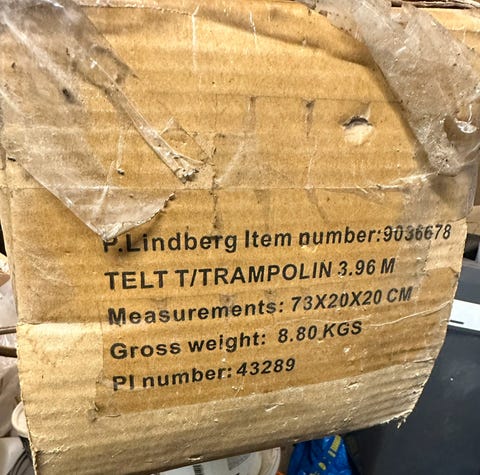 P.Lindberg Item number:9036678
TELT T/TRAMPOLIN 3.96 M
Measurements: 73X20X20 CM
Gross weight: 8.80 KGS
PI number: 43289